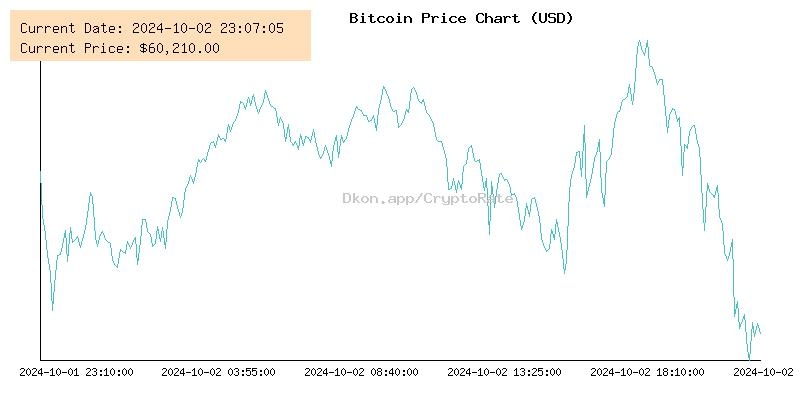 Bitcoin Price Chart (USD)
Current Date: 2024-10-02 23:07:05
Current Price: $60,210.00
Dkon.app/CryptoRate
2024-10-01 23:10:00 2024-10-02 03:55:00 2024-10-02 08:40:00 2024-10-02 13:25:00 2024-10-02 18:10:00 2024-10-02